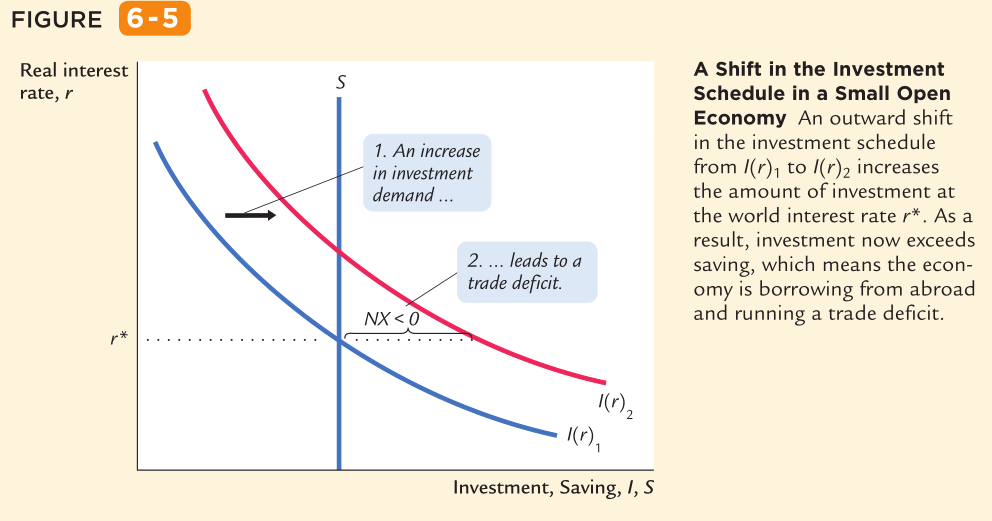 FIGURE 6-5
Real interest
rate, r
S
1. An increase
in investment
demand ...
2. ... leads to a
trade deficit.
NX < 0
r*
I(r)₂
I(r)₁
Investment, Saving, I, S
A Shift in the Investment
Schedule in a Small Open
Economy An outward shift
in the investment schedule
from I(r)₁ to I(r)₂ increases
the amount of investment at
the world interest rate r*. As a
result, investment now exceeds
saving, which means the econ-
omy is borrowing from abroad
and running a trade deficit.